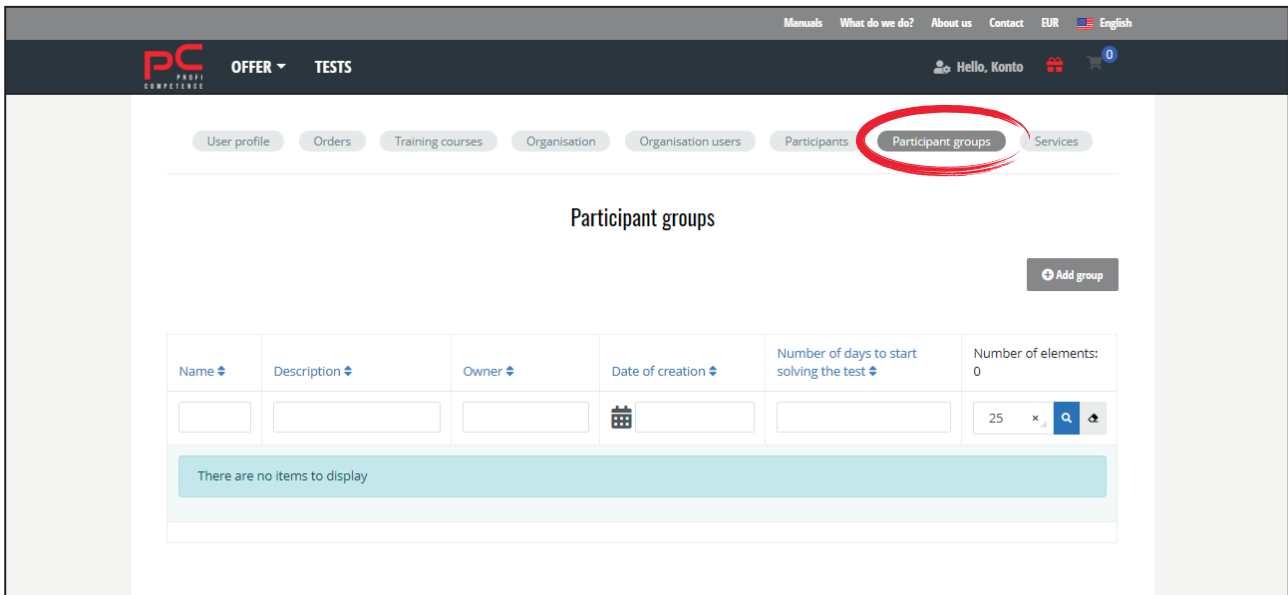 Manuals What do we do? About us Contact EUR English
PC
PROFI
COMPETENCE
OFFER TESTS Hello, Konto 0
User profile Orders Training courses Organisation Organisation users Participants Participant groups Services
Participant groups
Add group
Name Description Owner Date of creation Number of days to start solving the test Number of elements: 0
25 ×
There are no items to display